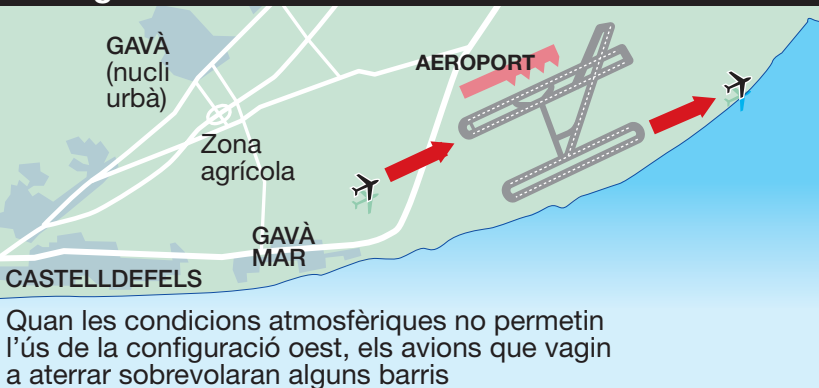 GAVÀ
(nucli
urbà)
AEROPORT
Zona
agrícola
GAVÀ
MAR
CASTELLDEFELS
Quan les condicions atmosfèriques no permetin
l'ús de la configuració oest, els avions que vagin
a aterrar sobrevolaran alguns barris